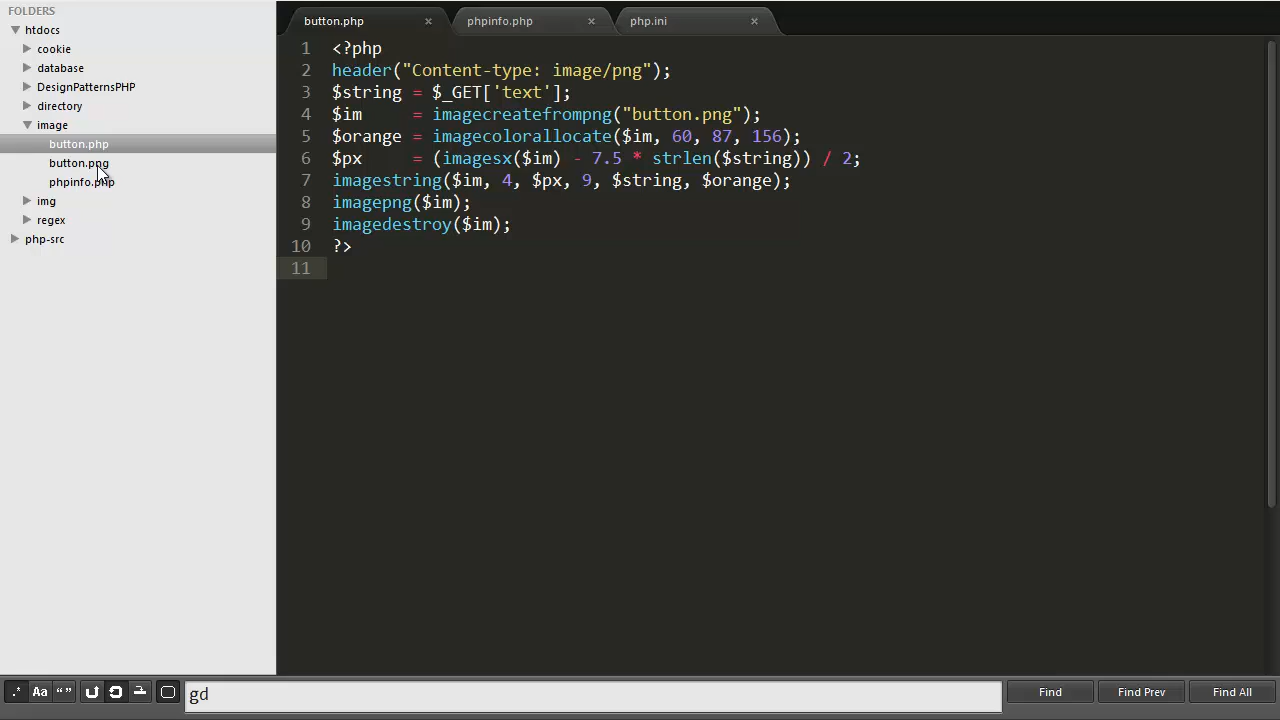 FOLDERS
htdocs
cookie
database
DesignPatternsPHP
directory
image
button.php
button.png
phpinfo.php
img
regex
php-src
button.php × phpinfo.php × php.ini ×
1 <?php
2 header("Content-type: image/png");
3 $string = $_GET['text'];
4 $im     = imagecreatefrompng("button.png");
5 $orange = imagecolorallocate($im, 60, 87, 156);
6 $px     = (imagesx($im) - 7.5 * strlen($string)) / 2;
7 imagestring($im, 4, $px, 9, $string, $orange);
8 imagepng($im);
9 imagedestroy($im);
10 ?>
11
.* Aa “” gd Find Find Prev Find All